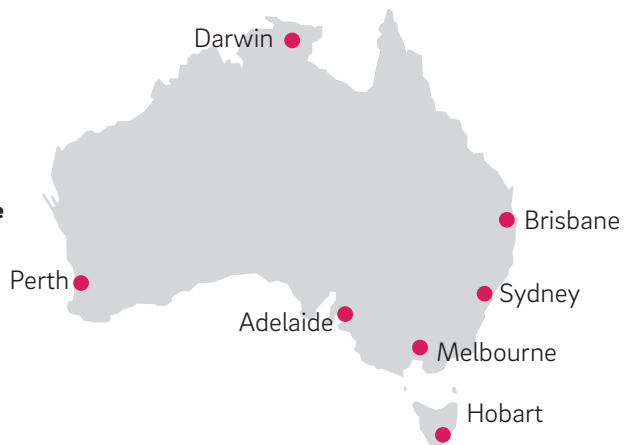 Darwin
e
Brisbane
Perth
Sydney
Adelaide
Melbourne
Hobart